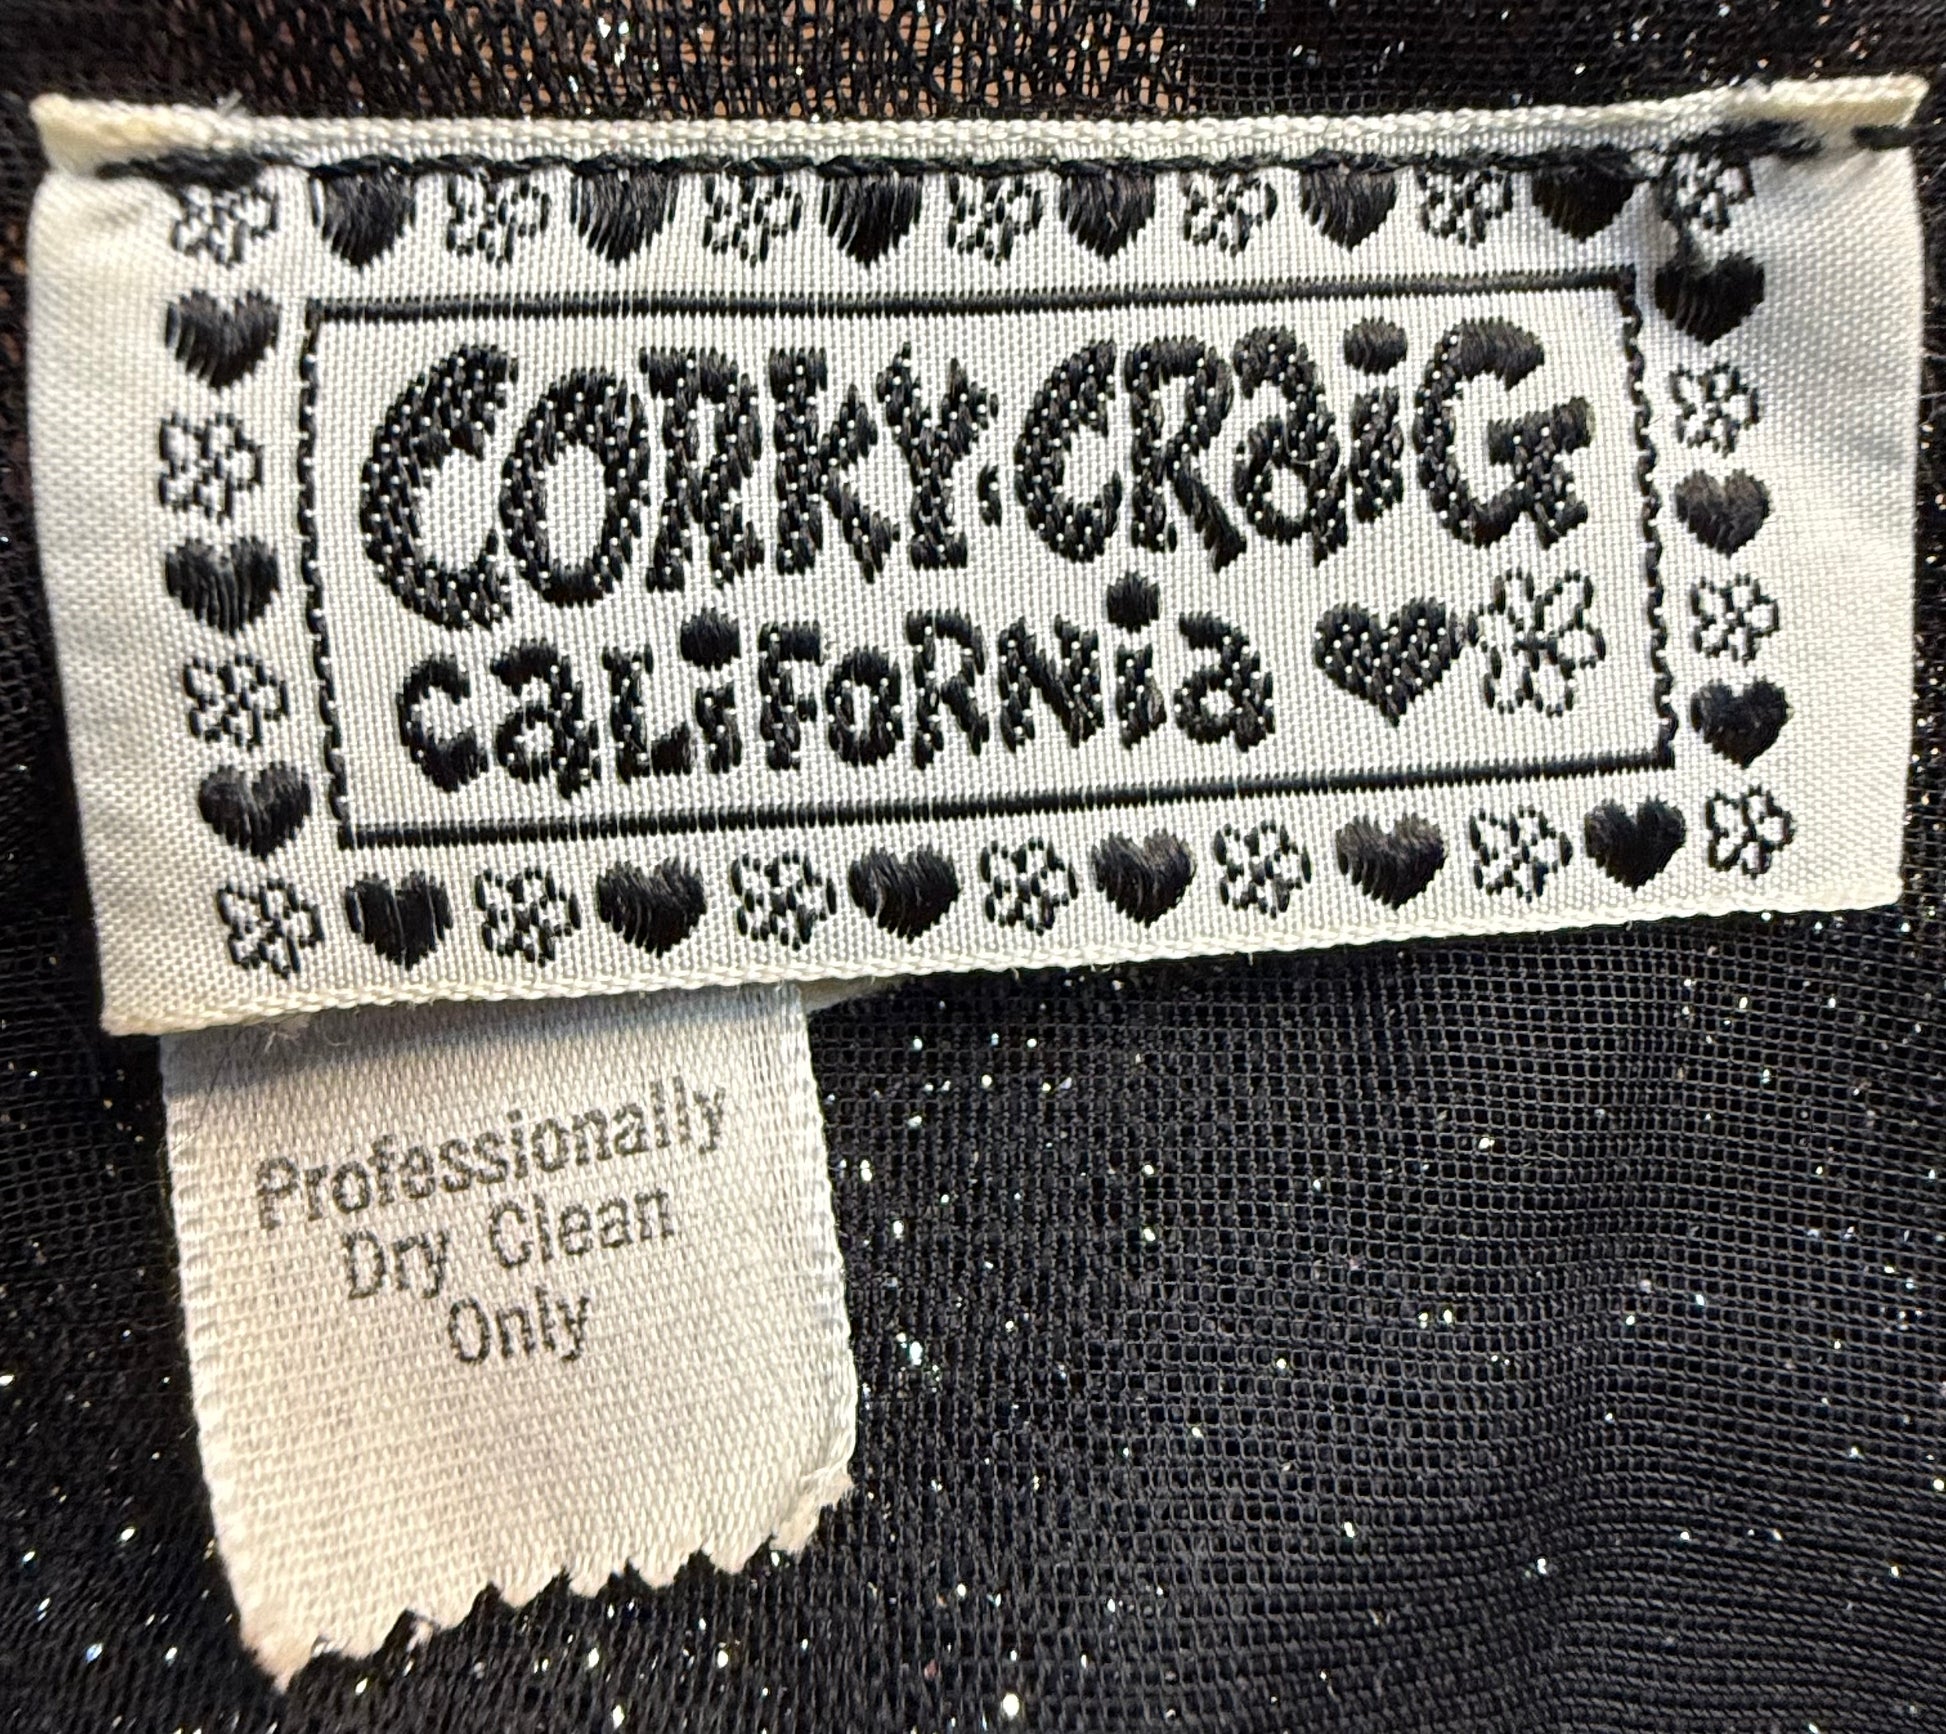 CORKY.CRaiG
CaLiFoRNia
Professionally
Dry Clean
Only